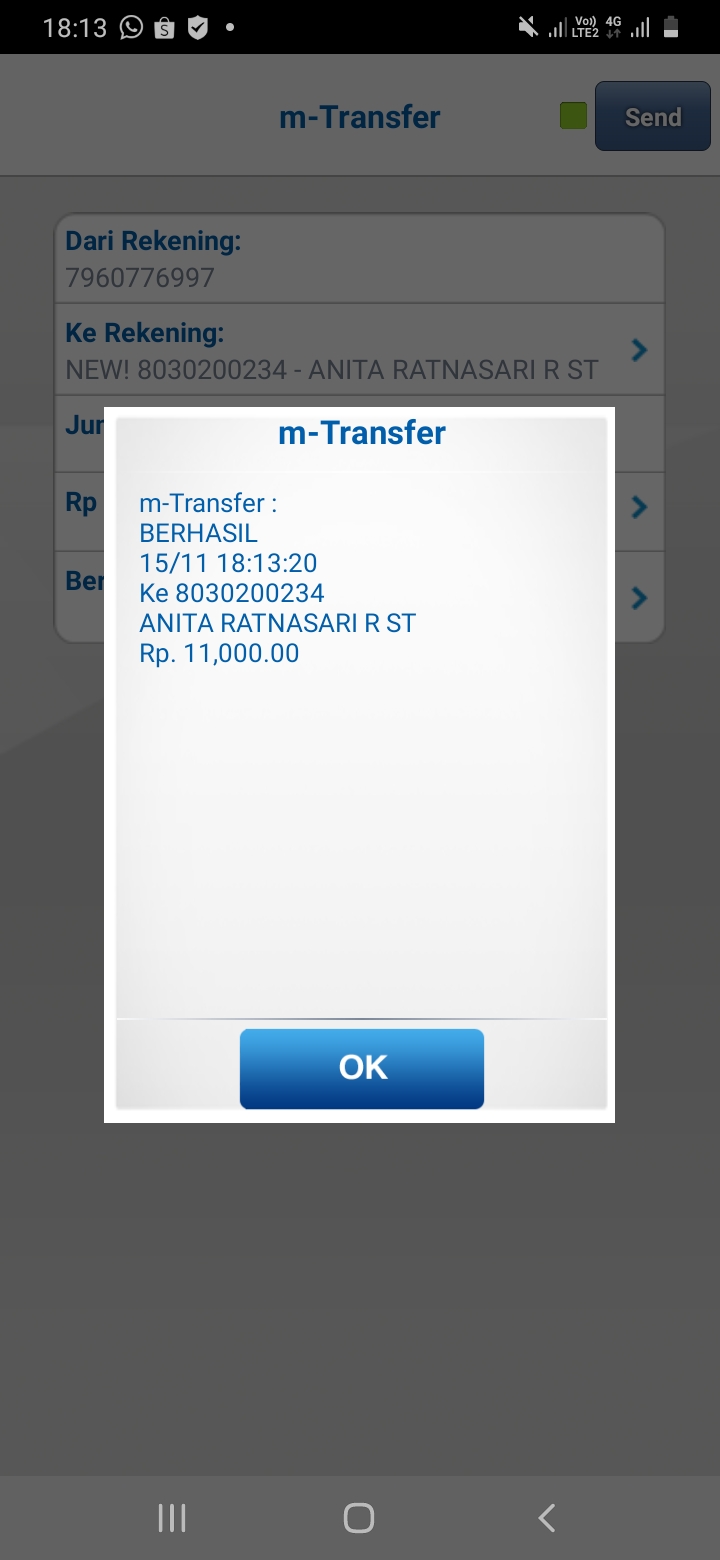 18:13
Vo)) LTE2 4G
m-Transfer
Send
Dari Rekening:
7960776997
Ke Rekening:
NEW! 8030200234 - ANITA RATNASARI R ST
Jur
Rp
Ber
m-Transfer
m-Transfer :
BERHASIL
15/11 18:13:20
Ke 8030200234
ANITA RATNASARI R ST
Rp. 11,000.00
OK